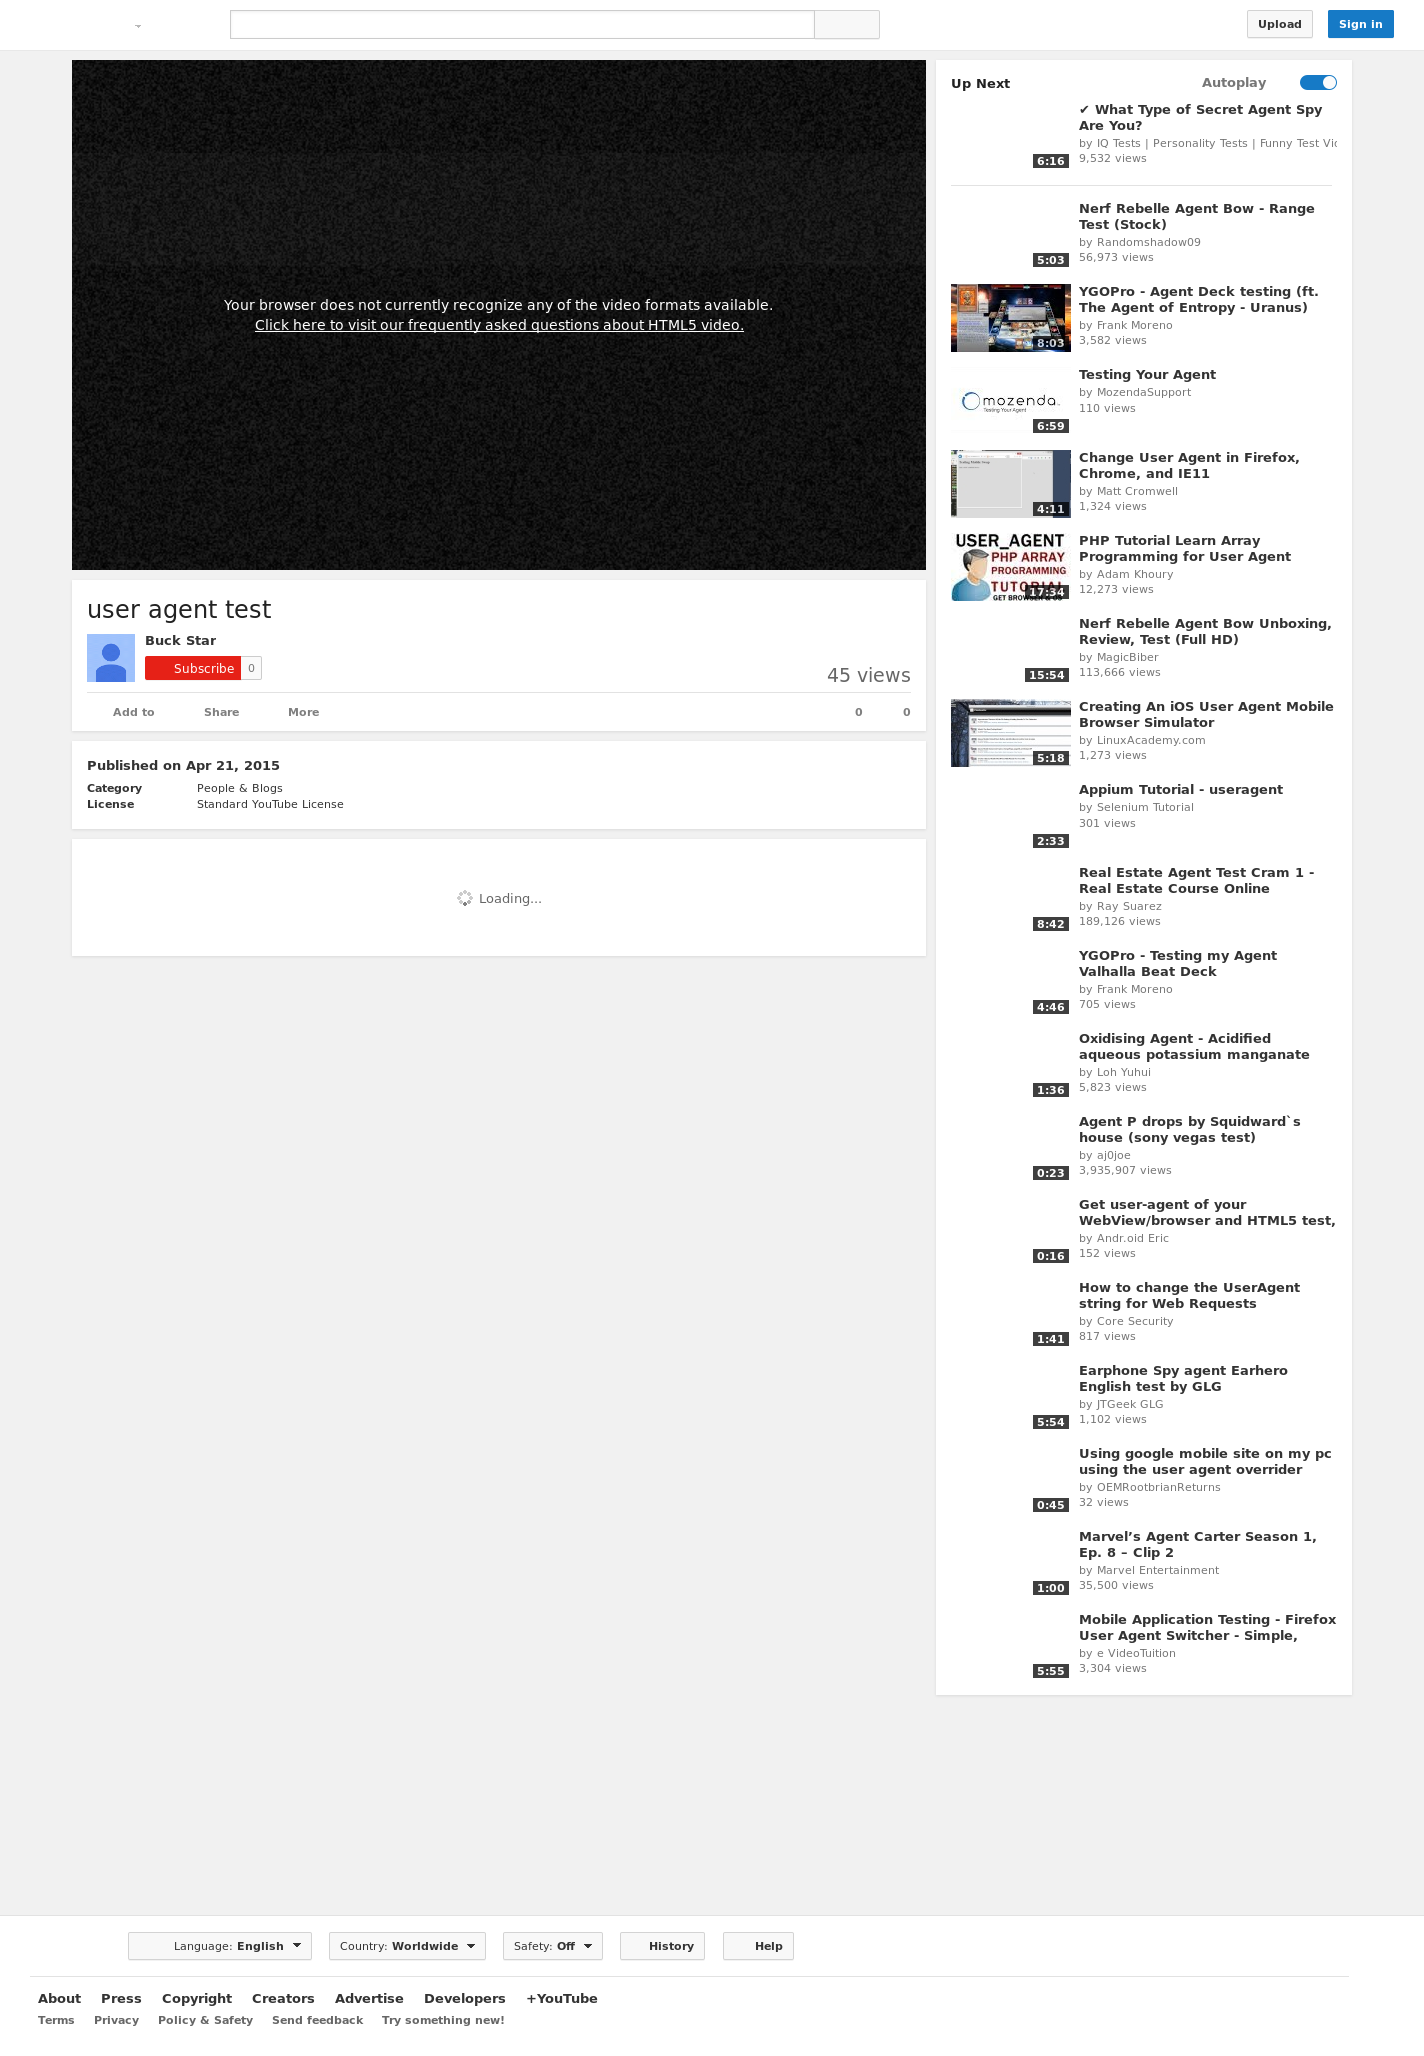 Upload
Sign in
Your browser does not currently recognize any of the video formats available.
Click here to visit our frequently asked questions about HTML5 video.
user agent test
Buck Star
Subscribe 0
45 views
Add to Share More 0 0
Published on Apr 21, 2015
Category People & Blogs
License Standard YouTube License
Loading...
Up Next Autoplay
✔ What Type of Secret Agent Spy
Are You?
by IQ Tests | Personality Tests | Funny Test Vic
9,532 views
6:16
Nerf Rebelle Agent Bow - Range
Test (Stock)
by Randomshadow09
56,973 views
5:03
YGOPro - Agent Deck testing (ft.
The Agent of Entropy - Uranus)
by Frank Moreno
3,582 views
8:03
Testing Your Agent
by MozendaSupport
110 views
mozenda
Testing Your Agent
6:59
Change User Agent in Firefox,
Chrome, and IE11
by Matt Cromwell
1,324 views
4:11
USER_AGENT
PHP ARRAY
PROGRAMMING
TUTORIAL
17:34
PHP Tutorial Learn Array
Programming for User Agent
by Adam Khoury
12,273 views
Nerf Rebelle Agent Bow Unboxing,
Review, Test (Full HD)
by MagicBiber
113,666 views
15:54
Creating An iOS User Agent Mobile
Browser Simulator
by LinuxAcademy.com
1,273 views
5:18
Appium Tutorial - useragent
by Selenium Tutorial
301 views
2:33
Real Estate Agent Test Cram 1 -
Real Estate Course Online
by Ray Suarez
189,126 views
8:42
YGOPro - Testing my Agent
Valhalla Beat Deck
by Frank Moreno
705 views
4:46
Oxidising Agent - Acidified
aqueous potassium manganate
by Loh Yuhui
5,823 views
1:36
Agent P drops by Squidward`s
house (sony vegas test)
by aj0joe
3,935,907 views
0:23
Get user-agent of your
WebView/browser and HTML5 test,
by Andr.oid Eric
152 views
0:16
How to change the UserAgent
string for Web Requests
by Core Security
817 views
1:41
Earphone Spy agent Earhero
English test by GLG
by JTGeek GLG
1,102 views
5:54
Using google mobile site on my pc
using the user agent overrider
by OEMRootbrianReturns
32 views
0:45
Marvel’s Agent Carter Season 1,
Ep. 8 – Clip 2
by Marvel Entertainment
35,500 views
1:00
Mobile Application Testing - Firefox
User Agent Switcher - Simple,
by e VideoTuition
3,304 views
5:55
Language: English Country: Worldwide Safety: Off History Help
About Press Copyright Creators Advertise Developers +YouTube
Terms Privacy Policy & Safety Send feedback Try something new!